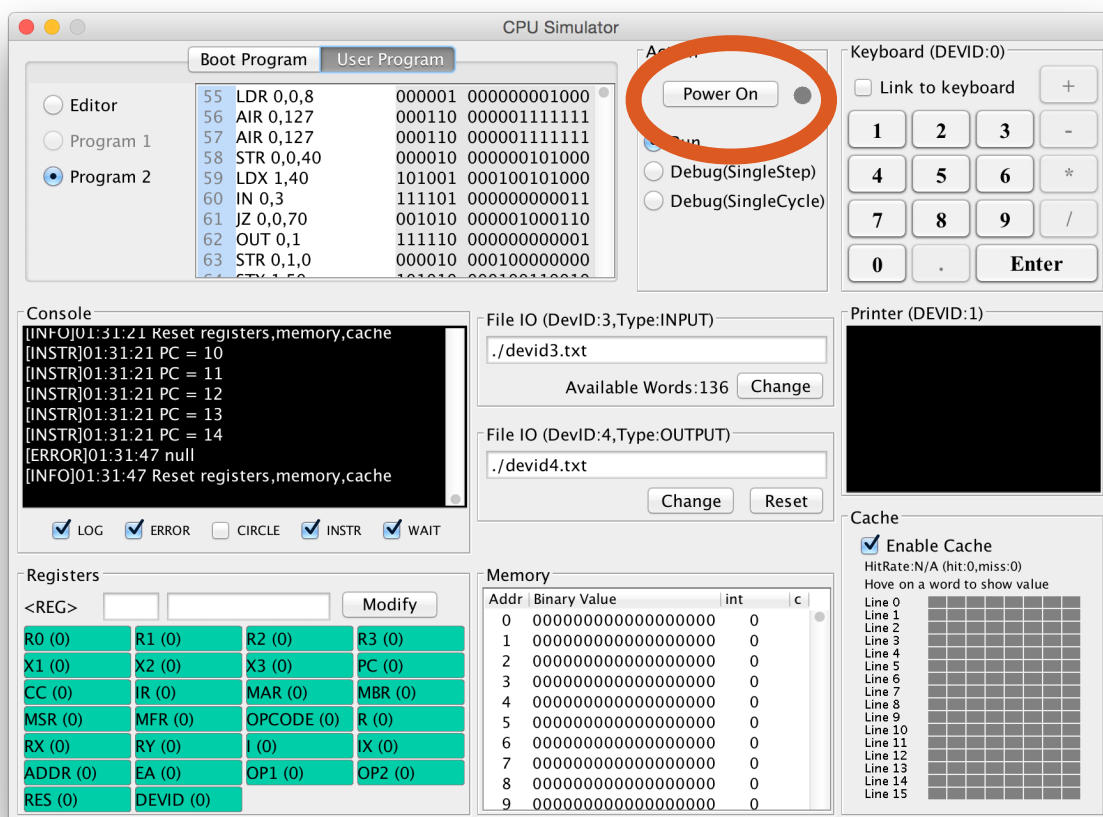 CPU Simulator
Boot Program User Program
Editor
Program 1
Program 2
55 LDR 0,0,8 000001 000000001000
56 AIR 0,127 000110 000001111111
57 AIR 0,127 000110 000001111111
58 STR 0,0,40 000010 000000101000
59 LDX 1,40 101001 000100101000
60 IN 0,3 111101 000000000011
61 JZ 0,0,70 001010 000001000110
62 OUT 0,1 111110 000000000001
63 STR 0,1,0 000010 000100000000
Power On
Run
Debug(SingleStep)
Debug(SingleCycle)
Keyboard (DEVID:0)
Link to keyboard +
1 2 3 -
4 5 6 *
7 8 9 /
0 . Enter
Console
[INFO]01:31:21 Reset registers,memory,cache
[INSTR]01:31:21 PC = 10
[INSTR]01:31:21 PC = 11
[INSTR]01:31:21 PC = 12
[INSTR]01:31:21 PC = 13
[INSTR]01:31:21 PC = 14
[ERROR]01:31:47 null
[INFO]01:31:47 Reset registers,memory,cache
LOG ERROR CIRCLE INSTR WAIT
File IO (DevID:3,Type:INPUT)
./devid3.txt
Available Words:136 Change
File IO (DevID:4,Type:OUTPUT)
./devid4.txt
Change Reset
Printer (DEVID:1)
Registers
<REG> Modify
R0 (0) R1 (0) R2 (0) R3 (0)
X1 (0) X2 (0) X3 (0) PC (0)
CC (0) IR (0) MAR (0) MBR (0)
MSR (0) MFR (0) OPCODE (0) R (0)
RX (0) RY (0) I (0) IX (0)
ADDR (0) EA (0) OP1 (0) OP2 (0)
RES (0) DEVID (0)
Memory
Addr Binary Value int c
0 0000000000000000 0
1 0000000000000000 0
2 0000000000000000 0
3 0000000000000000 0
4 0000000000000000 0
5 0000000000000000 0
6 0000000000000000 0
7 0000000000000000 0
8 0000000000000000 0
9 0000000000000000 0
Cache
Enable Cache
HitRate:N/A (hit:0,miss:0)
Hove on a word to show value
Line 0
Line 1
Line 2
Line 3
Line 4
Line 5
Line 6
Line 7
Line 8
Line 9
Line 10
Line 11
Line 12
Line 13
Line 14
Line 15